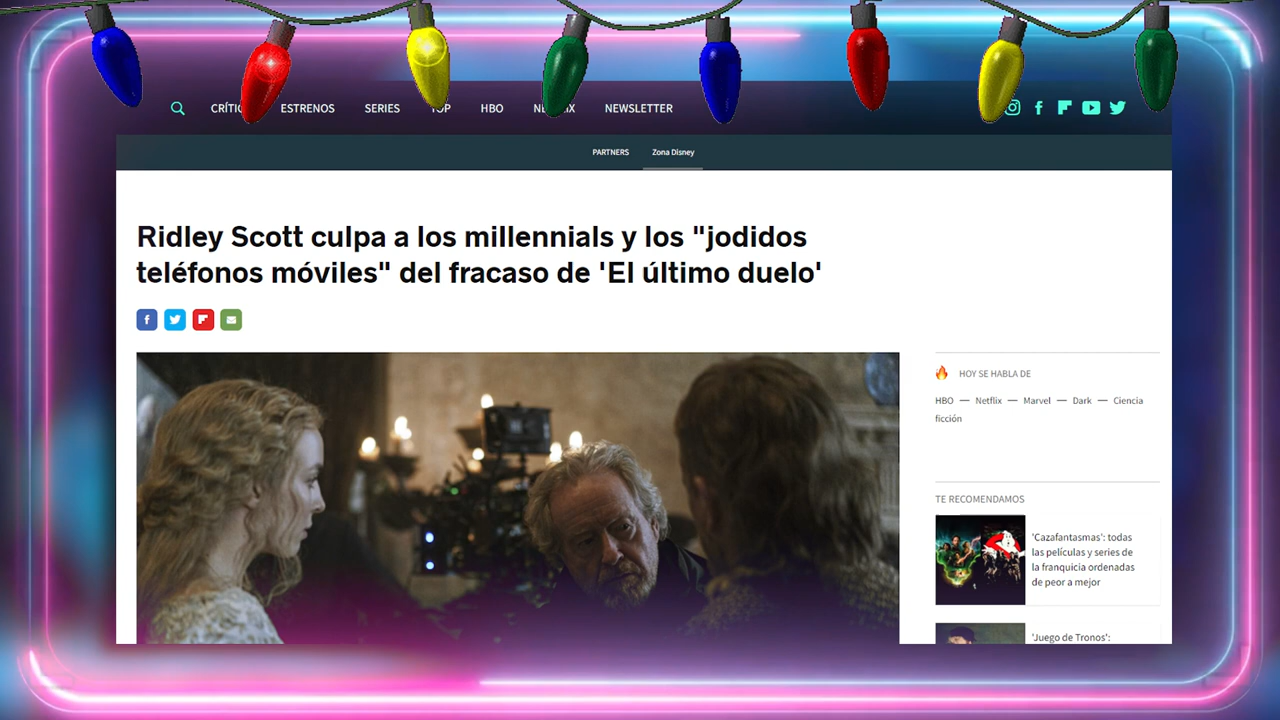 ESTRENOS SERIES HBO NEWSLETTER
PARTNERS Zona Disney
Ridley Scott culpa a los millennials y los "jodidos
teléfonos móviles" del fracaso de 'El último duelo'
HOY SE HABLA DE
HBO — Netflix — Marvel — Dark — Ciencia
ficción
TE RECOMENDAMOS
'Cazafantasmas': todas
las películas y series de
la franquicia ordenadas
de peor a mejor
'Juego de Tronos':